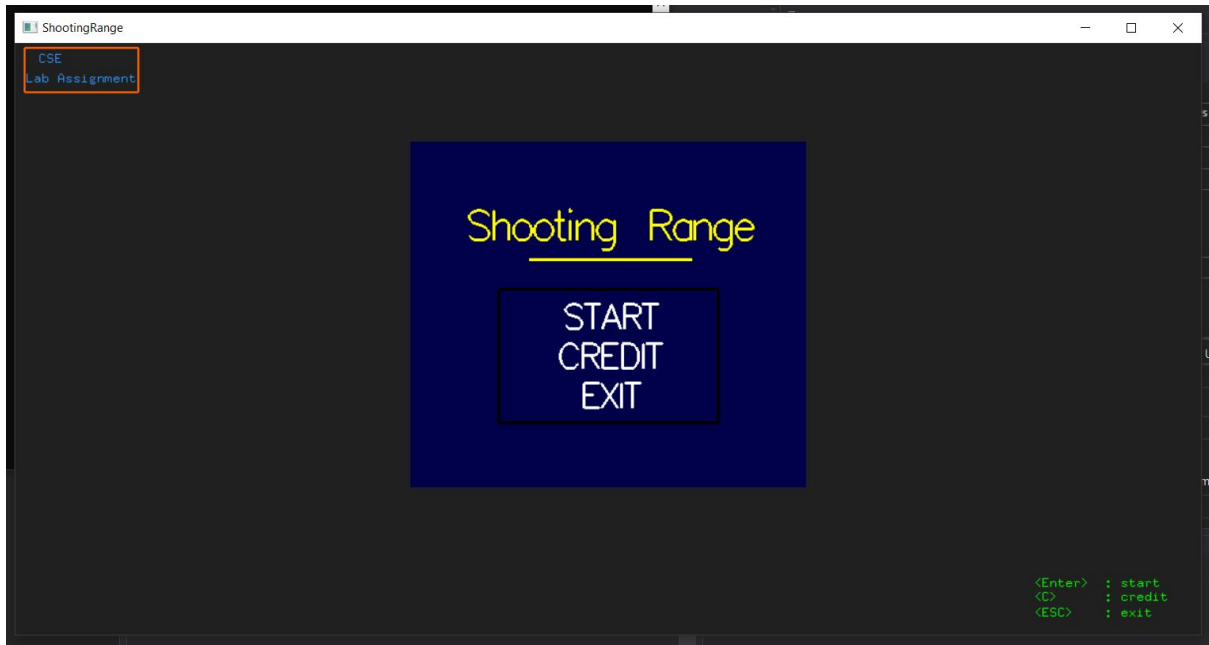 ShootingRange
CSE
Lab Assignment
Shooting Range
START
CREDIT
EXIT
<Enter> : start
<C> : credit
<ESC> : exit